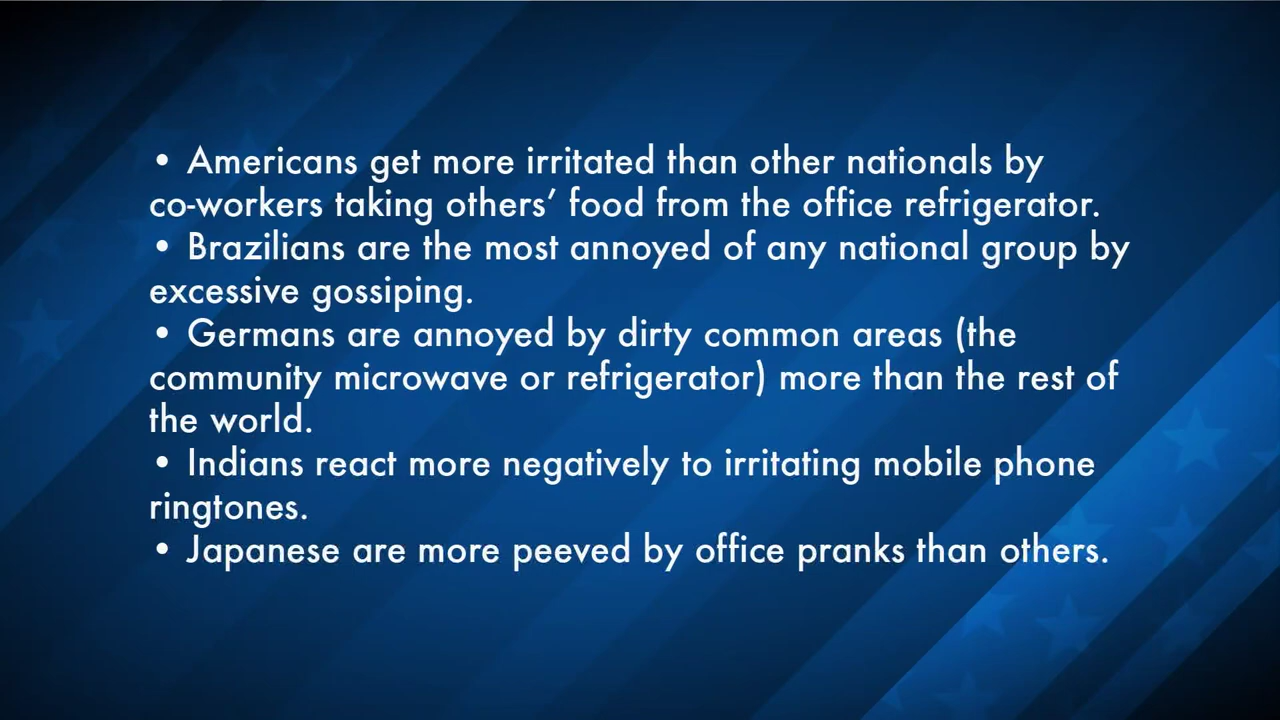 • Americans get more irritated than other nationals by
co-workers taking others’ food from the office refrigerator.
• Brazilians are the most annoyed of any national group by
excessive gossiping.
• Germans are annoyed by dirty common areas (the
community microwave or refrigerator) more than the rest of
the world.
• Indians react more negatively to irritating mobile phone
ringtones.
• Japanese are more peeved by office pranks than others.